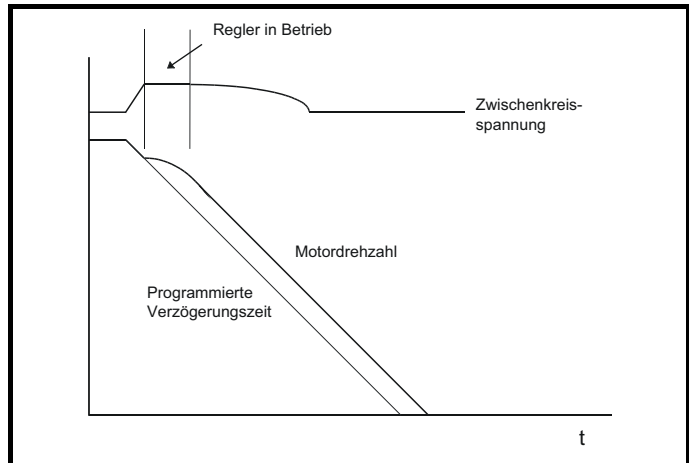 Regler in Betrieb
Zwischenkreis-
spannung
Motordrehzahl
Programmierte
Verzögerungszeit
t